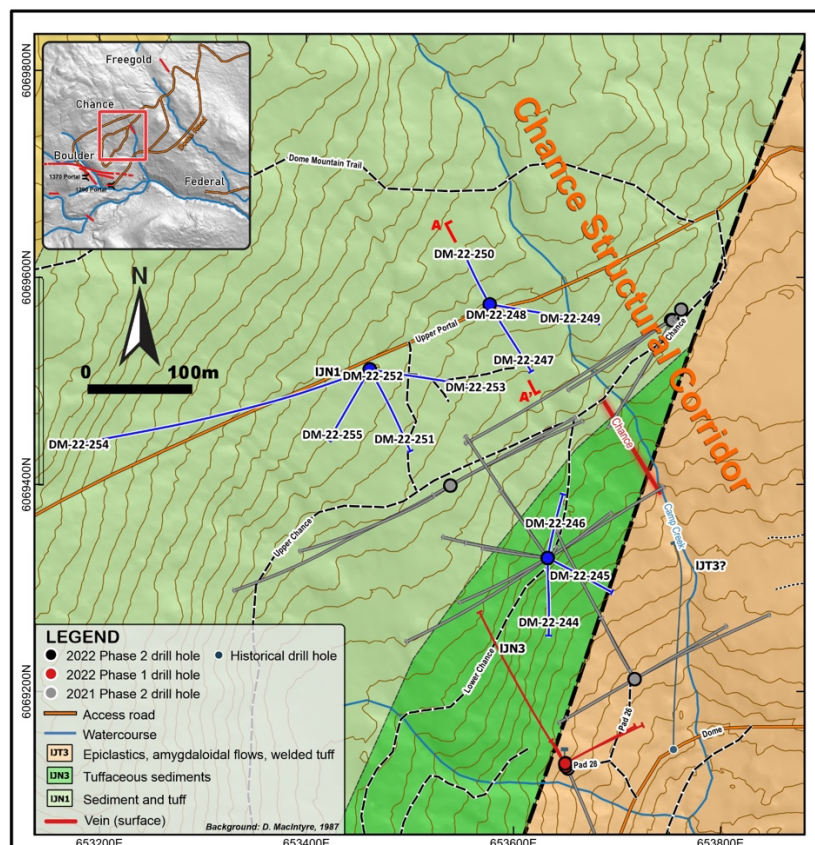 6069800N
6069600N
6069400N
6069200N
Freegold
Chance
Boulder
1370 Portal
1290 Portal
Federal
Dome Mountain Trail
Chance Structural Corridor
N
0 100m
A
DM-22-250
DM-22-248
DM-22-249
Upper Portal
DM-22-247
A'
Chance
IJN1
DM-22-252
DM-22-253
DM-22-254
DM-22-255
DM-22-251
Chance
Upper Chance
Camp Creek
DM-22-246
DM-22-245
DM-22-244
IJT3?
IJN3
Lower Chance
Pad 26
Dome
Pad 28
LEGEND
2022 Phase 2 drill hole
Historical drill hole
2022 Phase 1 drill hole
2021 Phase 2 drill hole
Access road
Watercourse
IJT3 Epiclastics, amygdaloidal flows, welded tuff
IJN3 Tuffaceous sediments
IJN1 Sediment and tuff
Vein (surface)
Background: D. MacIntyre, 1987
653200E 653400E 653600E 653800E